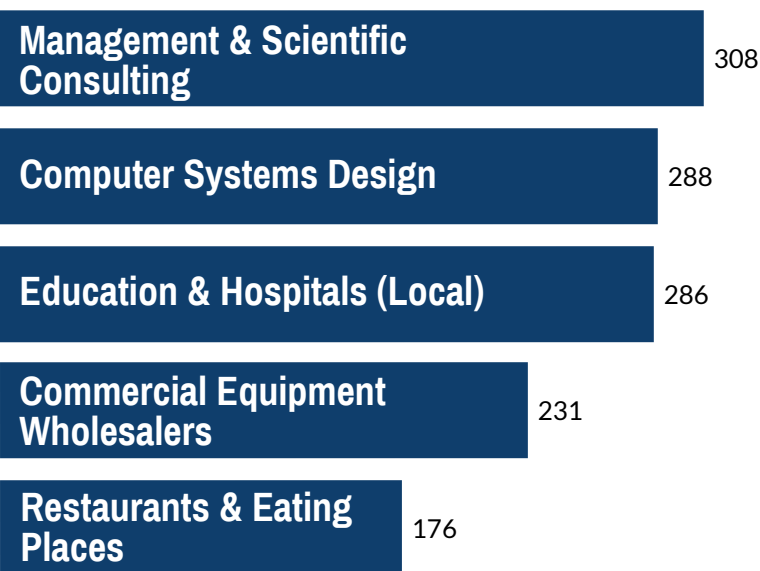 Management & Scientific
Consulting
308
Computer Systems Design
288
Education & Hospitals (Local)
286
Commercial Equipment
Wholesalers
231
Restaurants & Eating
Places
176